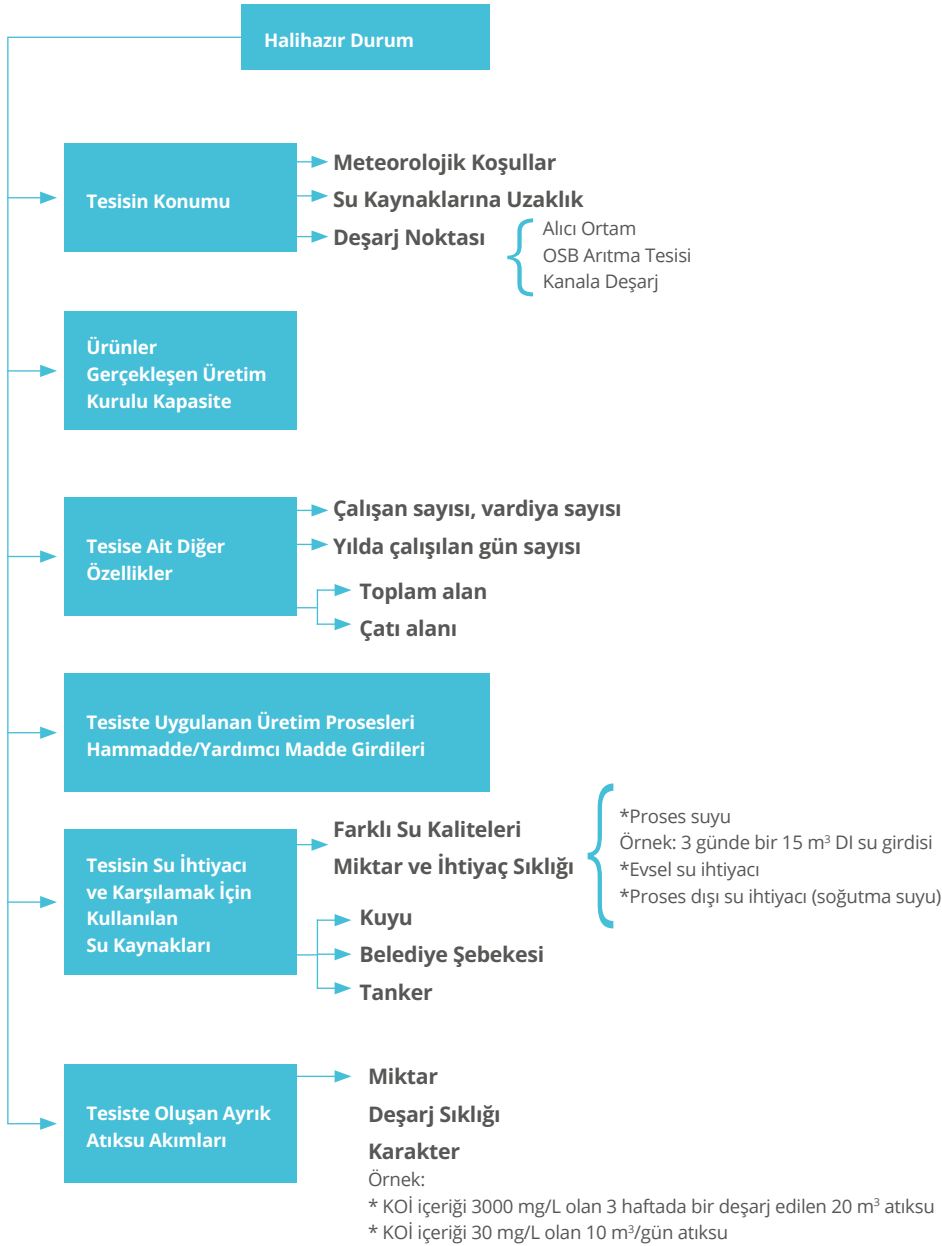 Halihazır Durum
Tesisin Konumu
Meteorolojik Koşullar
Su Kaynaklarına Uzaklık
Deşarj Noktası
Alıcı Ortam
OSB Arıtma Tesisi
Kanala Deşarj
Ürünler
Gerçekleşen Üretim
Kurulu Kapasite
Tesise Ait Diğer
Özellikler
Çalışan sayısı, vardiya sayısı
Yılda çalışılan gün sayısı
Toplam alan
Çatı alanı
Tesiste Uygulanan Üretim Prosesleri
Hammadde/Yardımcı Madde Girdileri
Tesisin Su İhtiyacı
ve Karşılamak İçin
Kullanılan
Su Kaynakları
Farklı Su Kaliteleri
Miktar ve İhtiyaç Sıklığı
*Proses suyu
Örnek: 3 günde bir 15 m³ DI su girdisi
*Evsel su ihtiyacı
*Proses dışı su ihtiyacı (soğutma suyu)
Kuyu
Belediye Şebekesi
Tanker
Tesiste Oluşan Ayrık
Atıksu Akımları
Miktar
Deşarj Sıklığı
Karakter
Örnek:
* KOİ içeriği 3000 mg/L olan 3 haftada bir deşarj edilen 20 m³ atıksu
* KOİ içeriği 30 mg/L olan 10 m³/gün atıksu